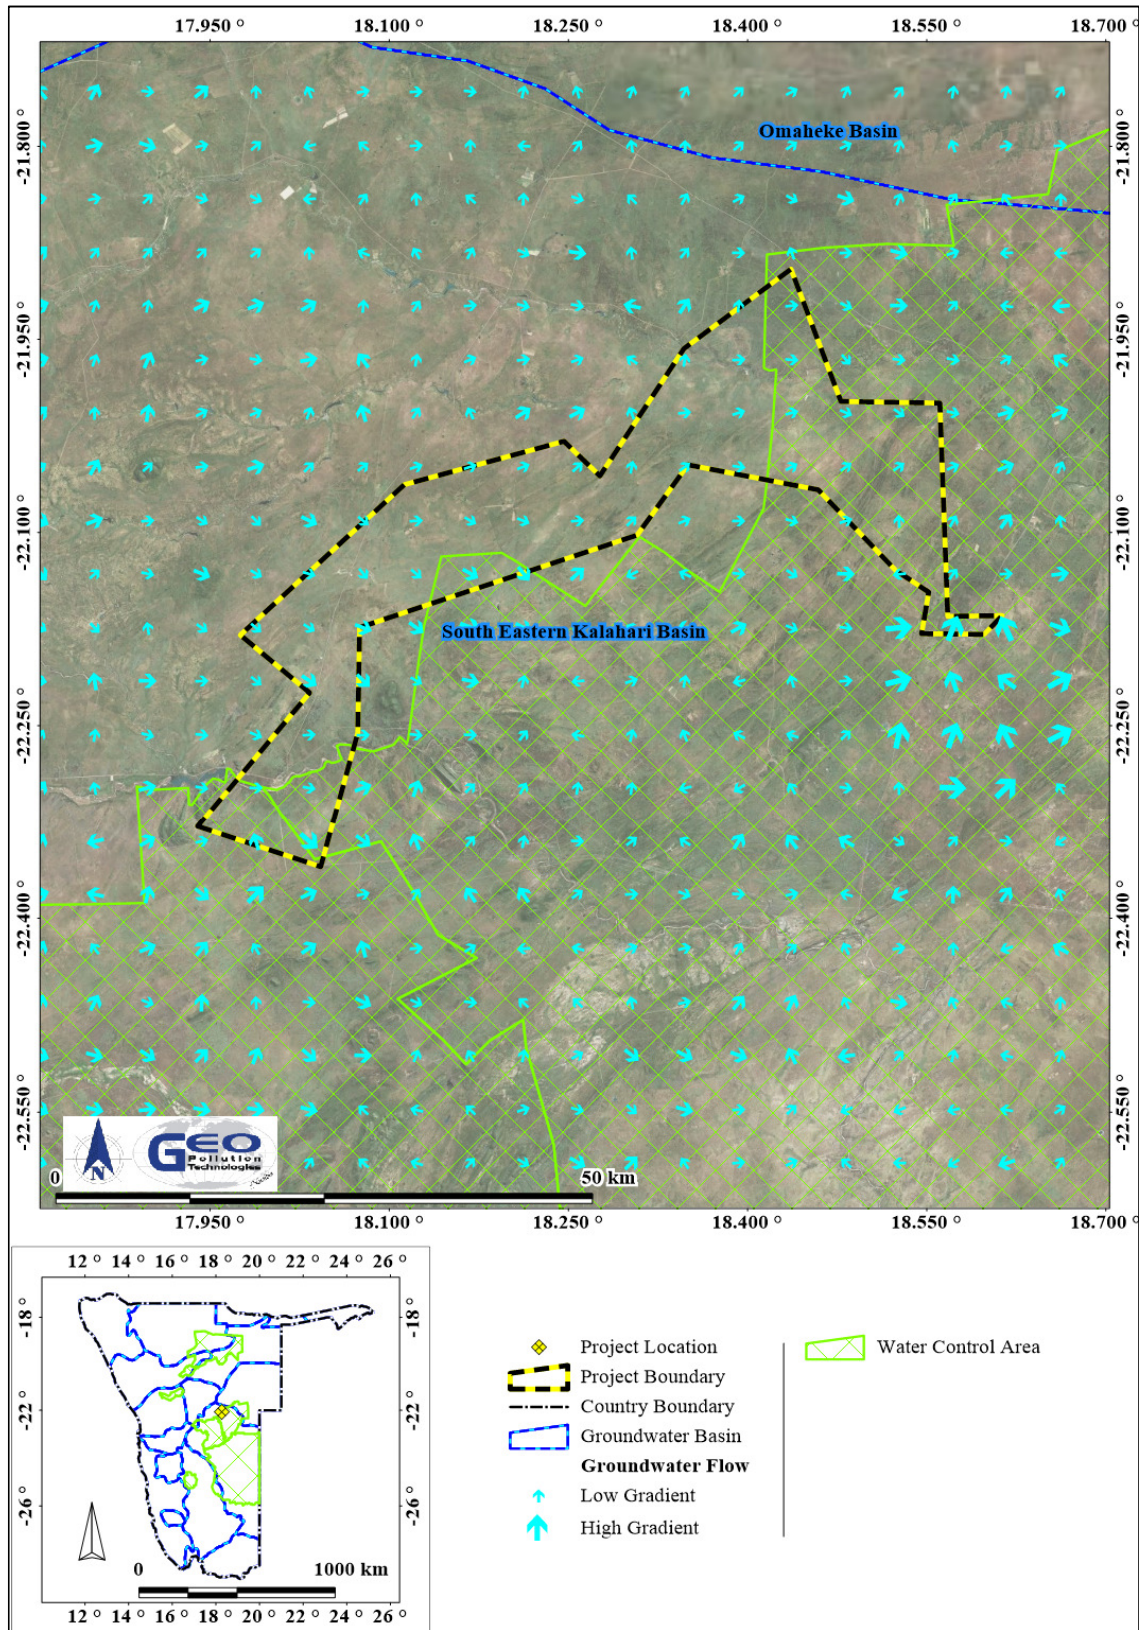 17.950 ° 18.100 ° 18.250 ° 18.400 ° 18.550 ° 18.700 °
-21.800 ° -21.800 °
Omaheke Basin
-21.950 ° -21.950 °
-22.100 ° -22.100 °
South Eastern Kalahari Basin
-22.250 ° -22.250 °
-22.400 ° -22.400 °
-22.550 ° -22.550 °
GEO
Pollution
Technologies
N
0 50 km
17.950 ° 18.100 ° 18.250 ° 18.400 ° 18.550 ° 18.700 °
12 ° 14 ° 16 ° 18 ° 20 ° 22 ° 24 ° 26 °
-18 ° -18 °
-22 ° -22 °
-26 ° -26 °
0 1000 km
12 ° 14 ° 16 ° 18 ° 20 ° 22 ° 24 ° 26 °
Project Location
Project Boundary
Country Boundary
Groundwater Basin
Groundwater Flow
Low Gradient
High Gradient
Water Control Area